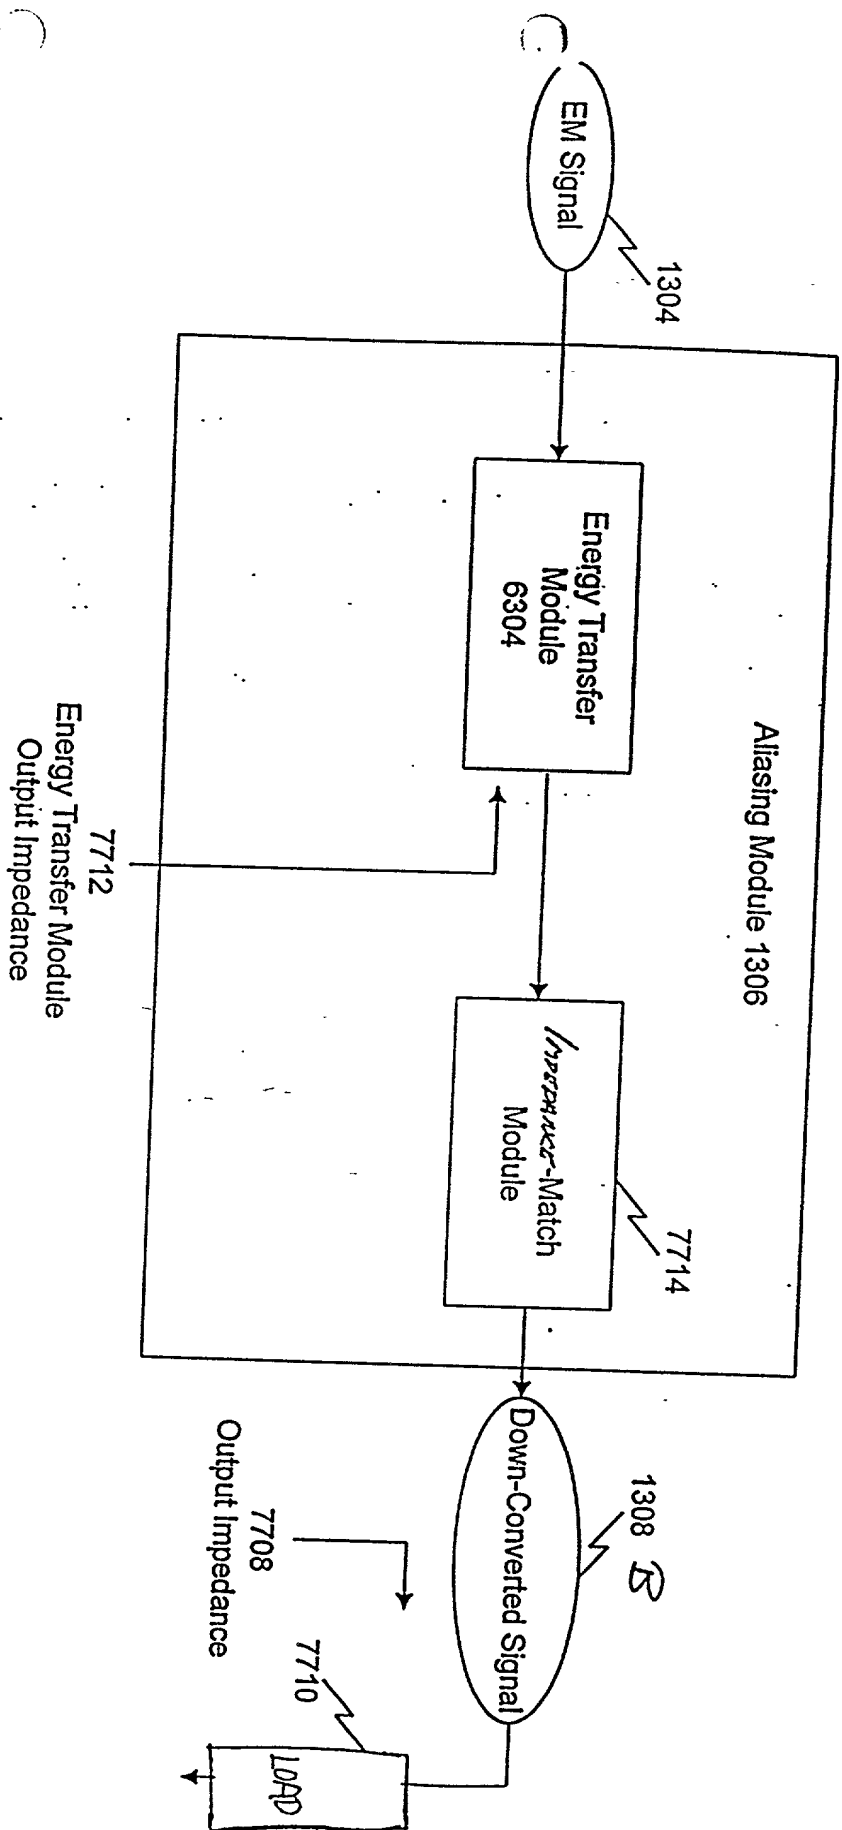 EM Signal
1304
Aliasing Module 1306
Energy Transfer
Module
6304
7712
Energy Transfer Module
Output Impedance
IMPEDANCE-Match
Module
7714
Down-Converted Signal
1308 B
7708
Output Impedance
7710
LOAD